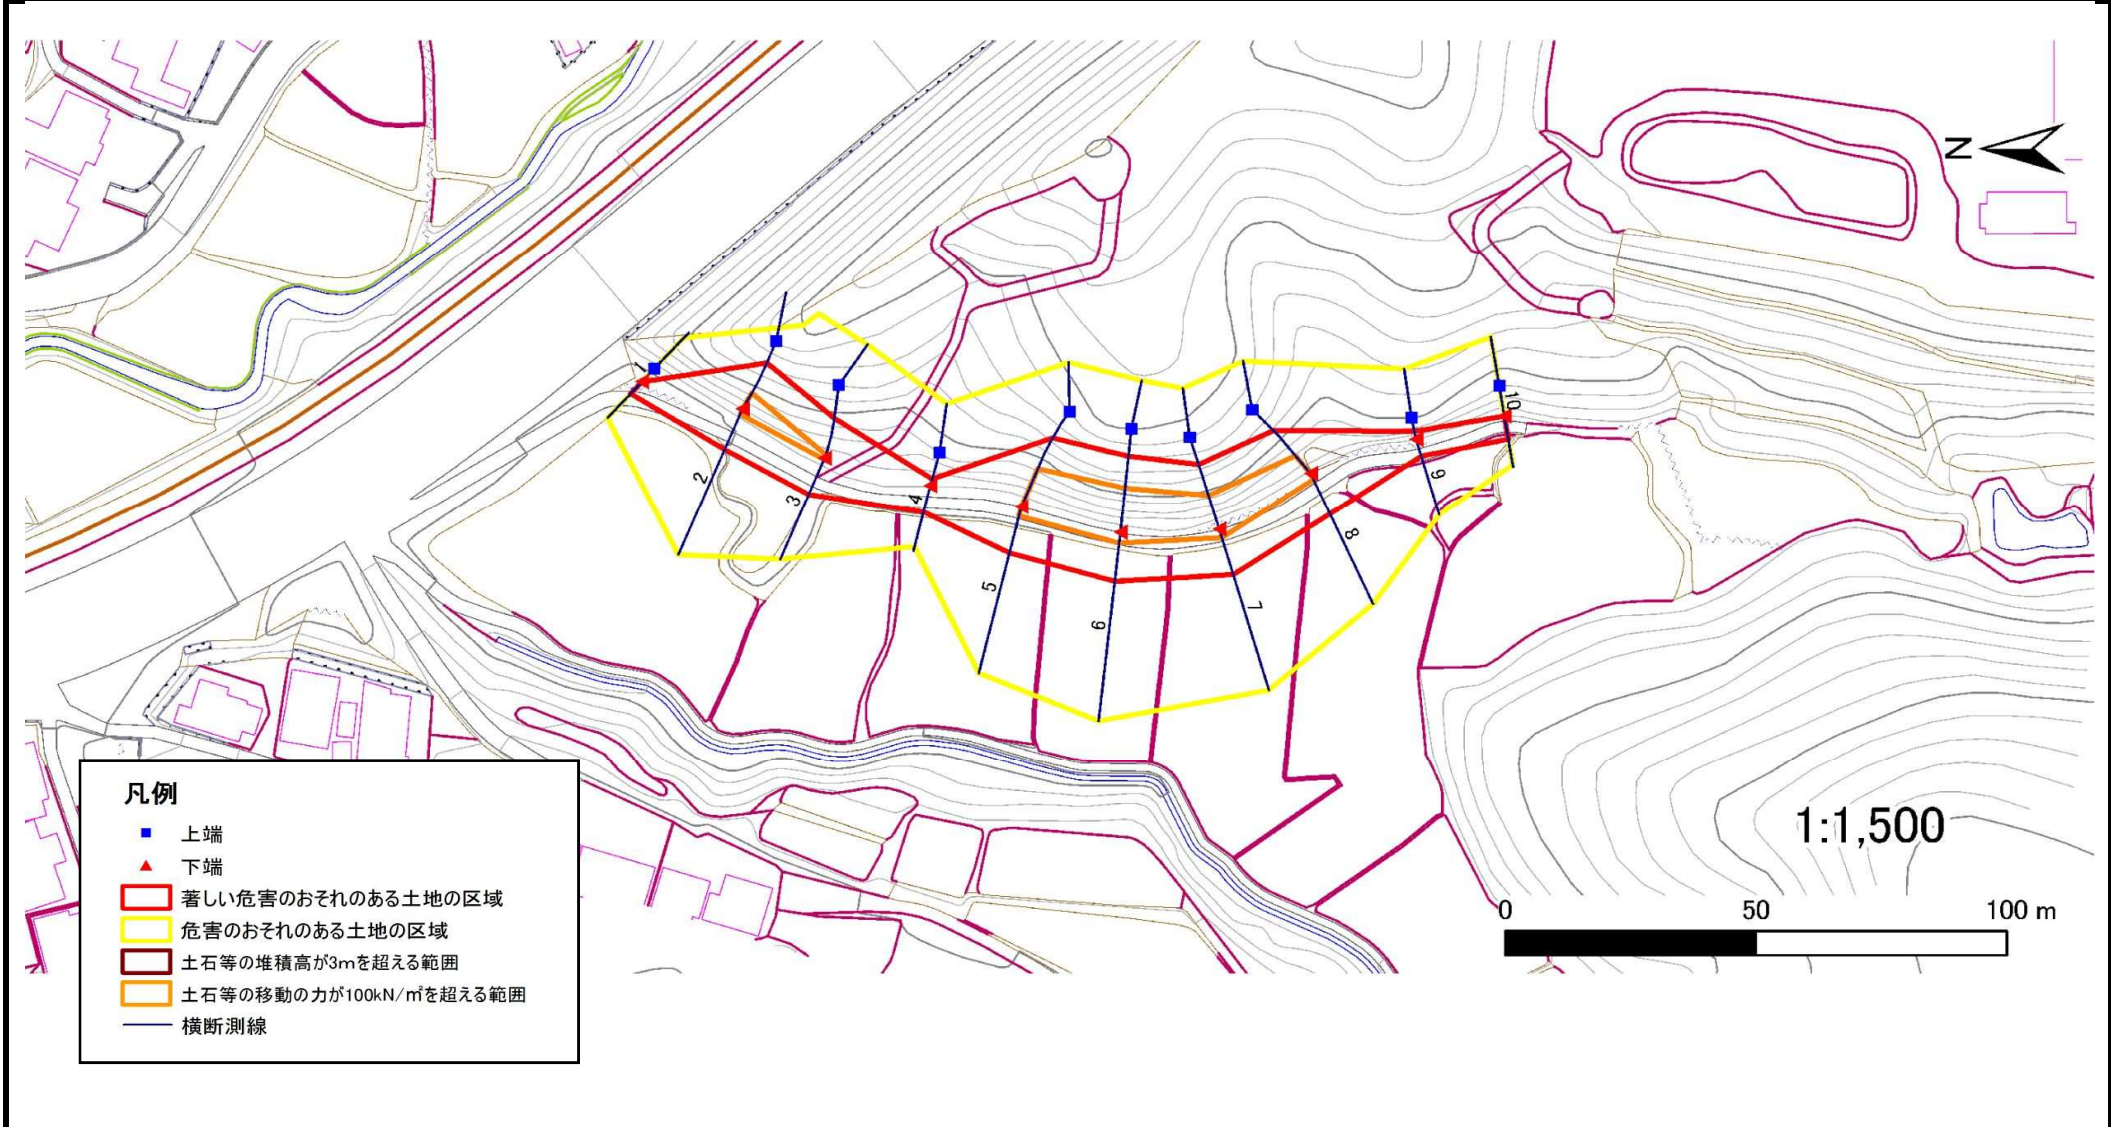 N
1
2
3
4
5
6
7
8
9
10
1:1,500
0 50 100 m
凡例
上端
下端
著しい危害のおそれのある土地の区域
危害のおそれのある土地の区域
土石等の堆積高が3mを超える範囲
土石等の移動の力が100kN/㎡を超える範囲
横断測線